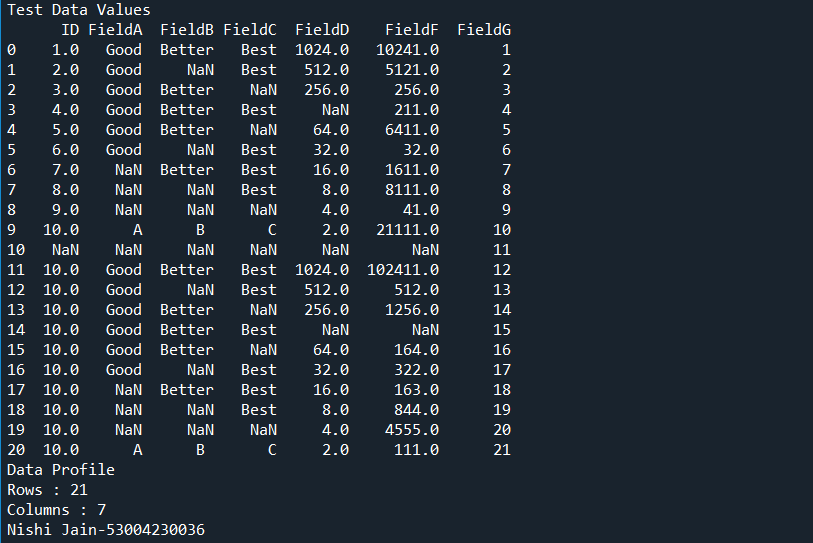 Test Data Values
      ID FieldA  FieldB FieldC  FieldD    FieldF  FieldG
0    1.0   Good  Better   Best  1024.0   10241.0       1
1    2.0   Good     NaN   Best   512.0    5121.0       2
2    3.0   Good  Better    NaN   256.0     256.0       3
3    4.0   Good  Better   Best     NaN     211.0       4
4    5.0   Good  Better    NaN    64.0    6411.0       5
5    6.0   Good     NaN   Best    32.0      32.0       6
6    7.0    NaN  Better   Best    16.0    1611.0       7
7    8.0    NaN     NaN   Best     8.0    8111.0       8
8    9.0    NaN     NaN    NaN     4.0      41.0       9
9   10.0      A       B      C     2.0   21111.0      10
10   NaN    NaN     NaN    NaN     NaN       NaN      11
11  10.0   Good  Better   Best  1024.0  102411.0      12
12  10.0   Good     NaN   Best   512.0     512.0      13
13  10.0   Good  Better    NaN   256.0    1256.0      14
14  10.0   Good  Better   Best     NaN       NaN      15
15  10.0   Good  Better    NaN    64.0     164.0      16
16  10.0   Good     NaN   Best    32.0     322.0      17
17  10.0    NaN  Better   Best    16.0     163.0      18
18  10.0    NaN     NaN   Best     8.0     844.0      19
19  10.0    NaN     NaN    NaN     4.0    4555.0      20
20  10.0      A       B      C     2.0     111.0      21
Data Profile
Rows : 21
Columns : 7
Nishi Jain-53004230036